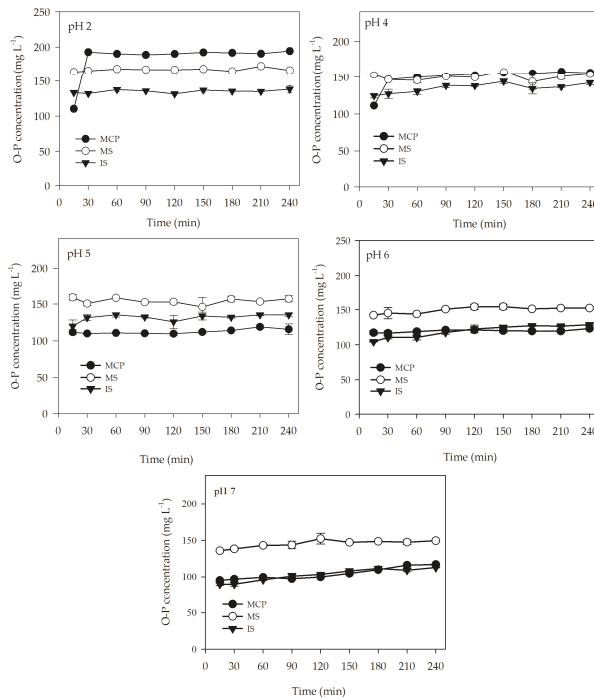 pH 2
O-P concentration(mg L-1)
250
200
150
100
50
0
MCP
MS
IS
0 30 60 90 120 150 180 210 240
Time (min)
pH 4
O-P concentration (mg L-1)
200
150
100
50
0
MCP
MS
IS
0 30 60 90 120 150 180 210 240
Time (min)
pH 5
O-P concentration (mg L-1)
200
150
100
50
0
MCP
MS
IS
0 30 60 90 120 150 180 210 240
Time (min)
pH 6
O-P concentration (mg L-1)
250
200
150
100
50
0
MCP
MS
IS
0 30 60 90 120 150 180 210 240
Time (min)
pH 7
O-P concentration (mg L-1)
200
150
100
50
0
MCP
MS
IS
0 30 60 90 120 150 180 210 240
Time (min)